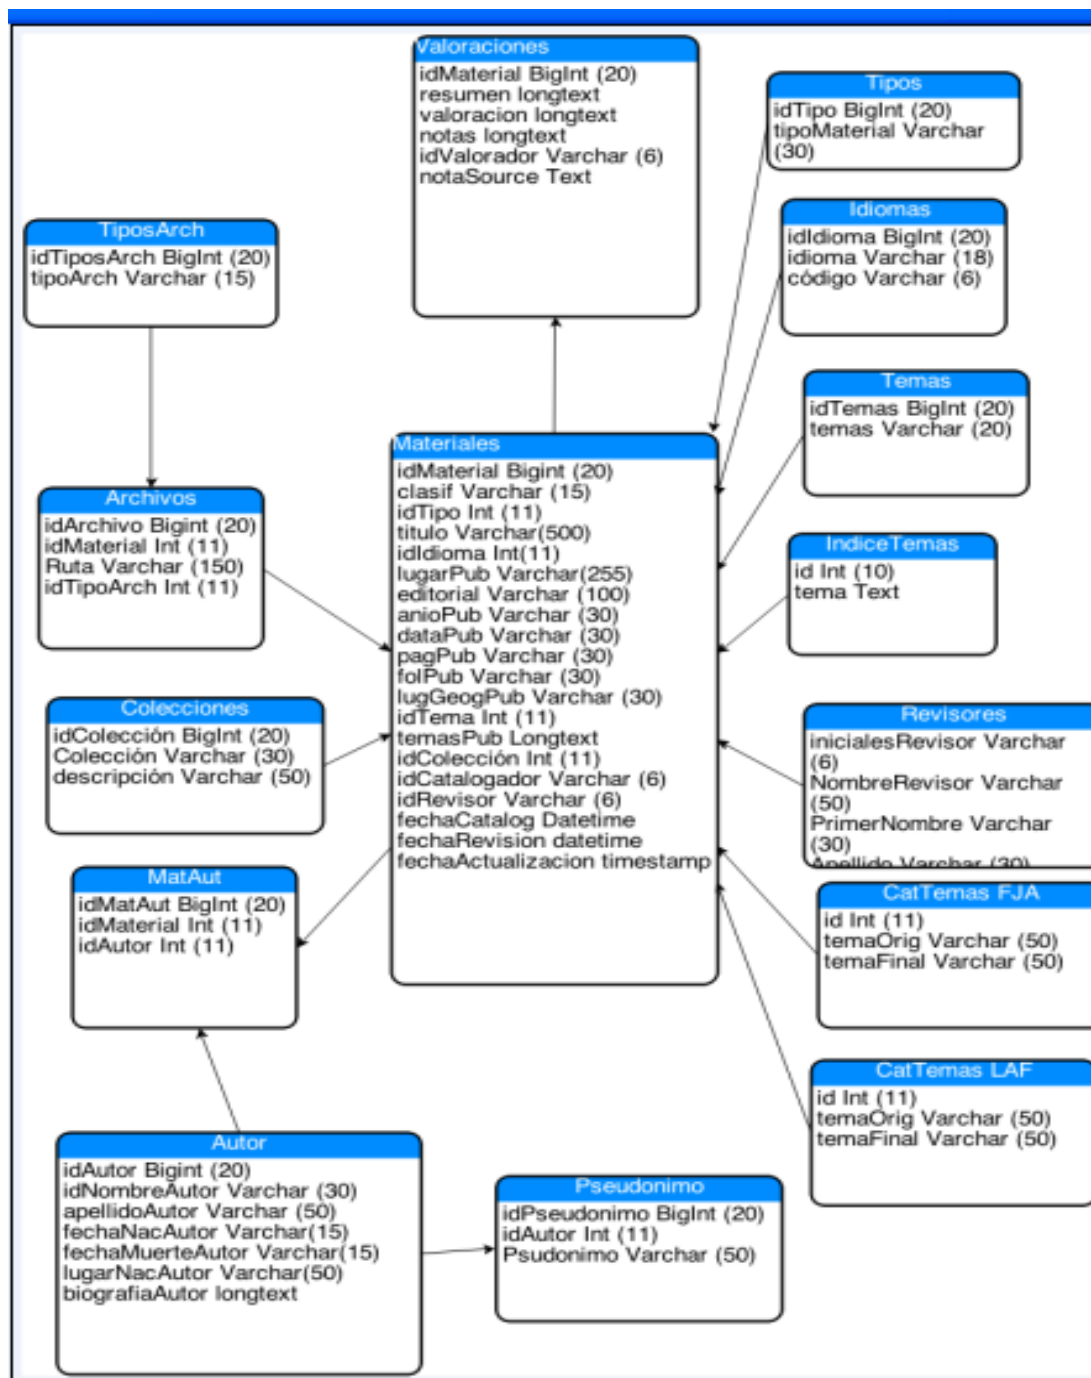 Valoraciones
idMaterial BigInt (20)
resumen longtext
valoracion longtext
notas longtext
idValorador Varchar (6)
notaSource Text
Tipos
idTipo BigInt (20)
tipoMaterial Varchar
(30)
Idiomas
idIdioma BigInt (20)
idioma Varchar (18)
código Varchar (6)
TiposArch
idTiposArch BigInt (20)
tipoArch Varchar (15)
Temas
idTemas BigInt (20)
temas Varchar (20)
Materiales
idMaterial Bigint (20)
clasif Varchar (15)
idTipo Int (11)
titulo Varchar(500)
idIdioma Int(11)
lugarPub Varchar(255)
editorial Varchar (100)
anioPub Varchar (30)
dataPub Varchar (30)
pagPub Varchar (30)
folPub Varchar (30)
lugGeogPub Varchar (30)
idTema Int (11)
temasPub Longtext
idColección Int (11)
idCatalogador Varchar (6)
idRevisor Varchar (6)
fechaCatalog Datetime
fechaRevision datetime
fechaActualizacion timestamp
Archivos
idArchivo Bigint (20)
idMaterial Int (11)
Ruta Varchar (150)
idTipoArch Int (11)
IndiceTemas
id Int (10)
tema Text
Colecciones
idColección BigInt (20)
Colección Varchar (30)
descripción Varchar (50)
Revisores
inicialesRevisor Varchar
(6)
NombreRevisor Varchar
(50)
PrimerNombre Varchar
(30)
Apellido Varchar (30)
MatAut
idMatAut BigInt (20)
idMaterial Int (11)
idAutor Int (11)
CatTemas FJA
id Int (11)
temaOrig Varchar (50)
temaFinal Varchar (50)
CatTemas LAF
id Int (11)
temaOrig Varchar (50)
temaFinal Varchar (50)
Autor
idAutor Bigint (20)
idNombreAutor Varchar (30)
apellidoAutor Varchar (50)
fechaNacAutor Varchar(15)
fechaMuerteAutor Varchar(15)
lugarNacAutor Varchar(50)
biografiaAutor longtext
Pseudonimo
idPseudonimo BigInt (20)
idAutor Int (11)
Psudonimo Varchar (50)